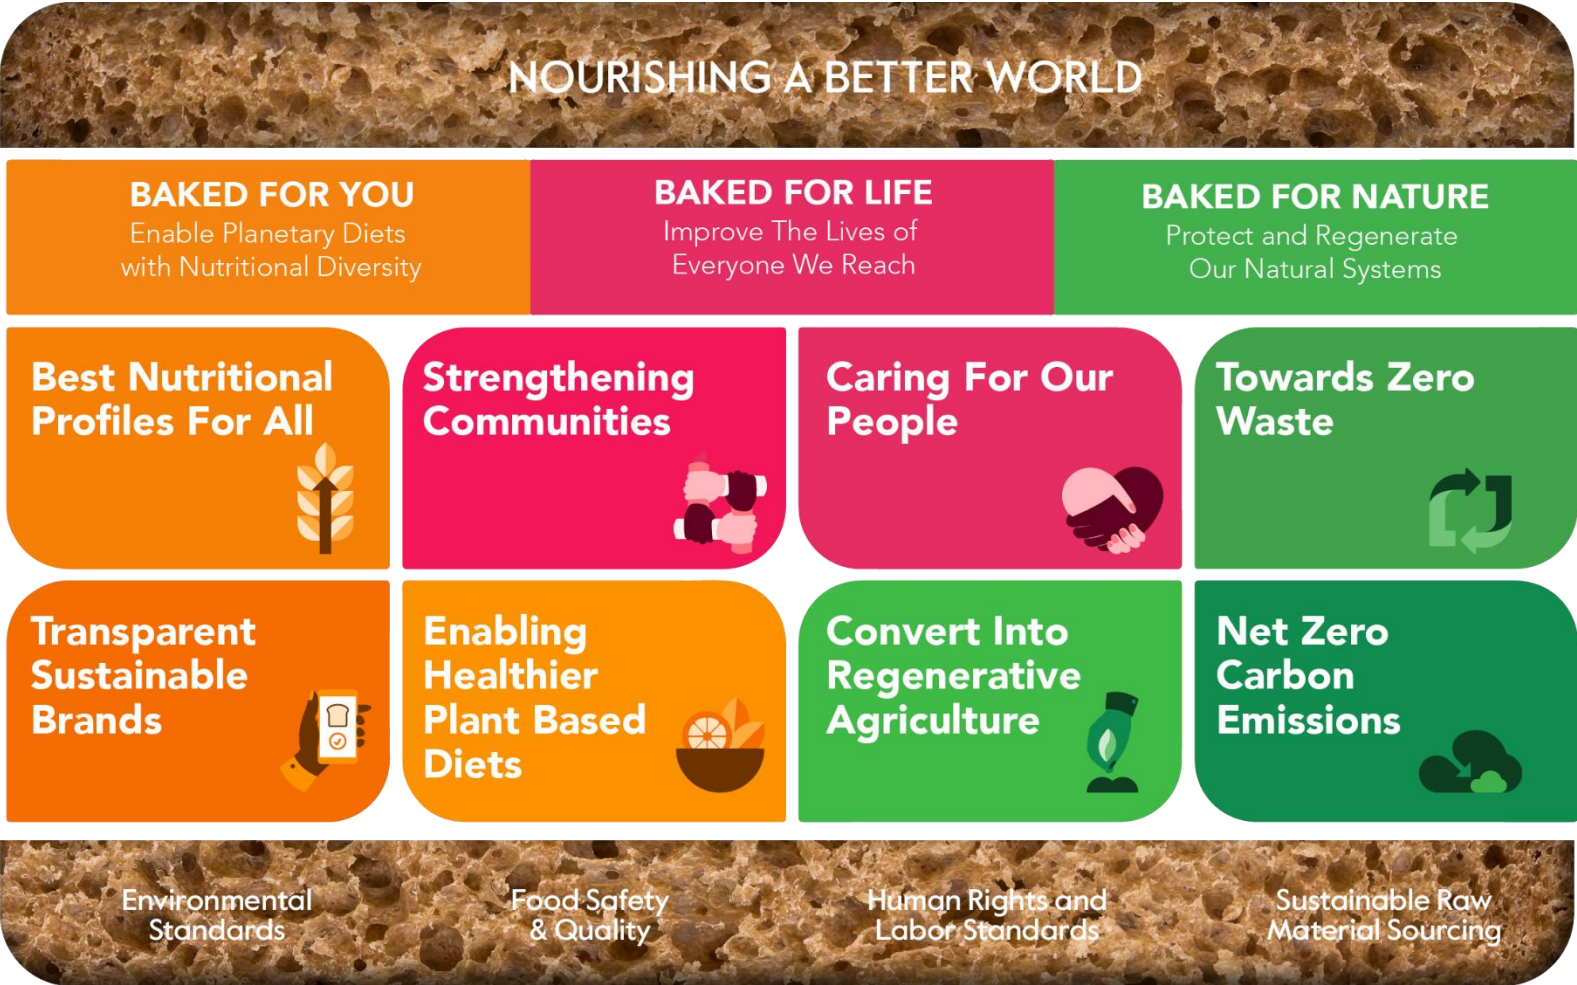 NOURISHING A BETTER WORLD
BAKED FOR YOU
Enable Planetary Diets
with Nutritional Diversity
BAKED FOR LIFE
Improve The Lives of
Everyone We Reach
BAKED FOR NATURE
Protect and Regenerate
Our Natural Systems
Best Nutritional
Profiles For All
Strengthening
Communities
Caring For Our
People
Towards Zero
Waste
Transparent
Sustainable
Brands
Enabling
Healthier
Plant Based
Diets
Convert Into
Regenerative
Agriculture
Net Zero
Carbon
Emissions
Environmental
Standards
Food Safety
& Quality
Human Rights and
Labor Standards
Sustainable Raw
Material Sourcing